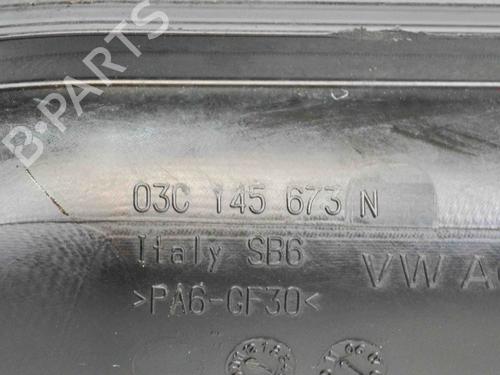 B-PARTS
03C 145 673 N
Italy SB6
VW A
>PA6-GF30<